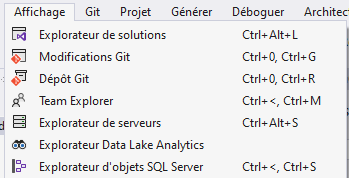 Affichage Git Projet Générer Déboguer Architec
Explorateur de solutions Ctrl+Alt+L
Modifications Git Ctrl+0, Ctrl+G
Dépôt Git Ctrl+0, Ctrl+R
Team Explorer Ctrl+<, Ctrl+M
Explorateur de serveurs Ctrl+Alt+S
Explorateur Data Lake Analytics
Explorateur d'objets SQL Server Ctrl+<, Ctrl+S